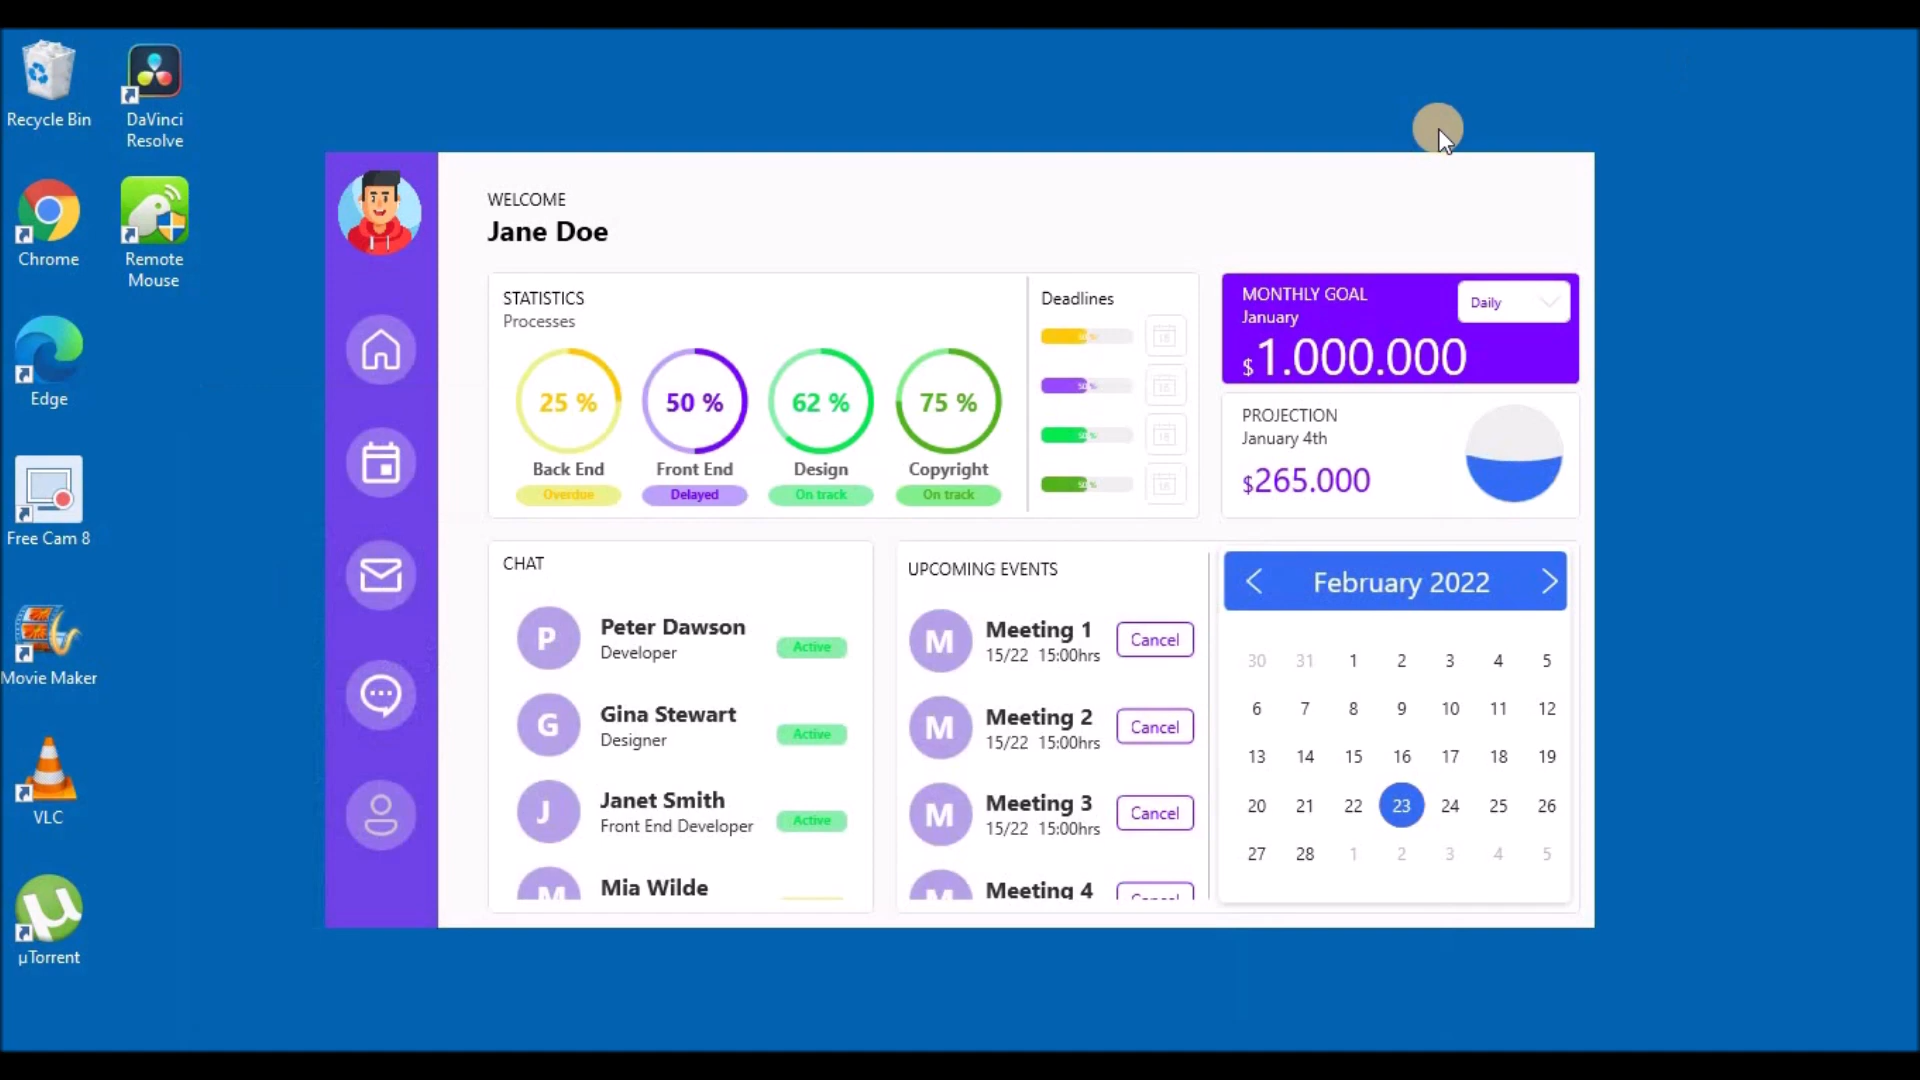 Recycle Bin
DaVinci
Resolve
Chrome
Remote
Mouse
Edge
Free Cam 8
Movie Maker
VLC
µTorrent
WELCOME
Jane Doe
STATISTICS
Processes
25 %
50 %
62 %
75 %
Back End
Front End
Design
Copyright
Overdue
Delayed
On track
On track
Deadlines
50 %
50 %
50 %
50 %
MONTHLY GOAL
January
$1.000.000
Daily
PROJECTION
January 4th
$265.000
CHAT
P
Peter Dawson
Developer
Active
G
Gina Stewart
Designer
Active
J
Janet Smith
Front End Developer
Active
M
Mia Wilde
UPCOMING EVENTS
M
Meeting 1
15/22 15:00hrs
Cancel
M
Meeting 2
15/22 15:00hrs
Cancel
M
Meeting 3
15/22 15:00hrs
Cancel
M
Meeting 4
Cancel
February 2022
30 31 1 2 3 4 5
6 7 8 9 10 11 12
13 14 15 16 17 18 19
20 21 22 23 24 25 26
27 28 1 2 3 4 5